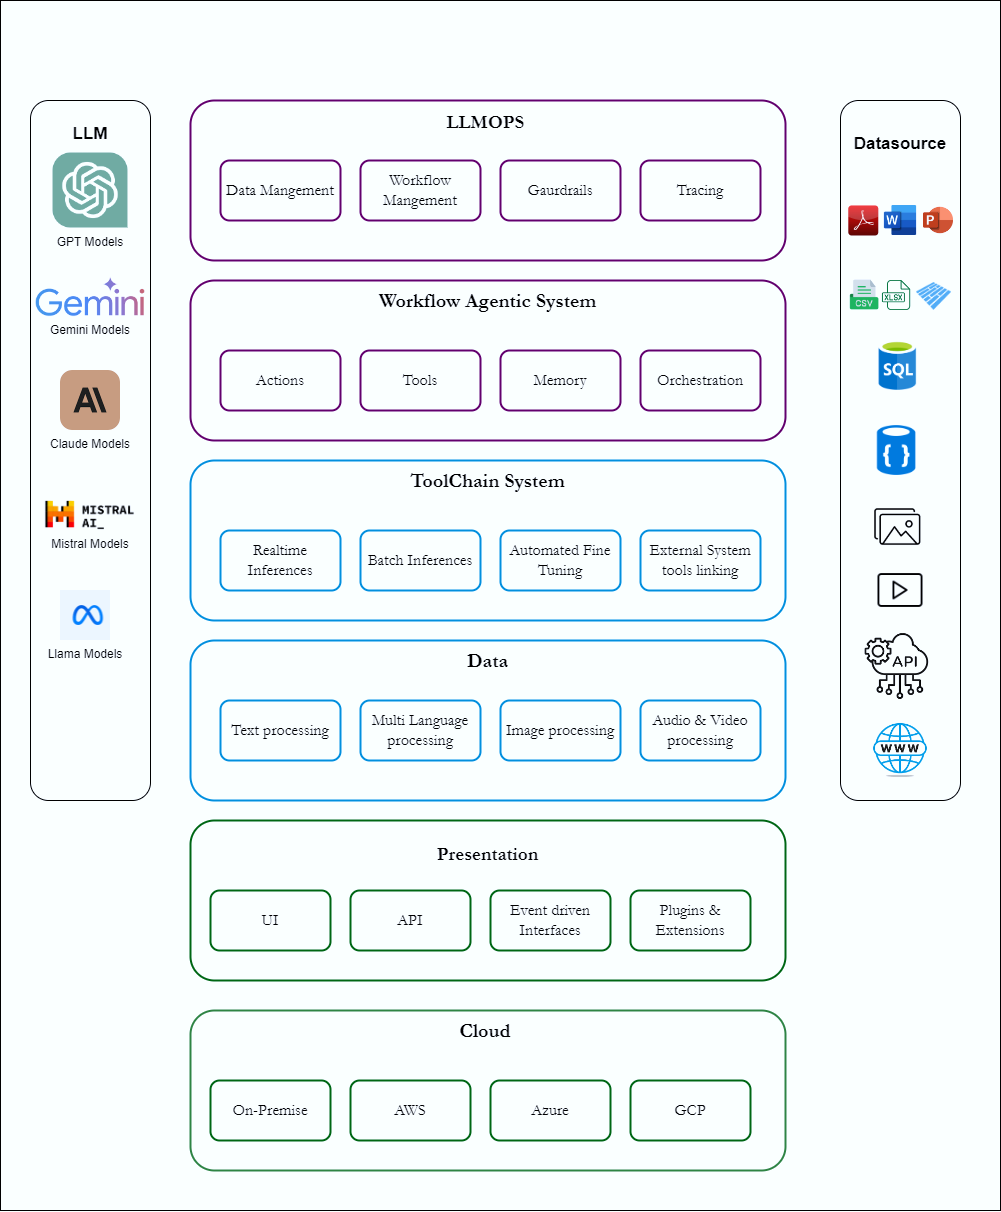 LLM
GPT Models
Gemini
Gemini Models
A\
Claude Models
MISTRAL
AI_
Mistral Models
Llama Models
LLMOPS
Data Mangement
Workflow
Mangement
Gaurdrails
Tracing
Workflow Agentic System
Actions
Tools
Memory
Orchestration
ToolChain System
Realtime
Inferences
Batch Inferences
Automated Fine
Tuning
External System
tools linking
Data
Text processing
Multi Language
processing
Image processing
Audio & Video
processing
Presentation
UI
API
Event driven
Interfaces
Plugins &
Extensions
Cloud
On-Premise
AWS
Azure
GCP
Datasource
W
P
CSV
XLSX
SQL
{ }
API
WWW